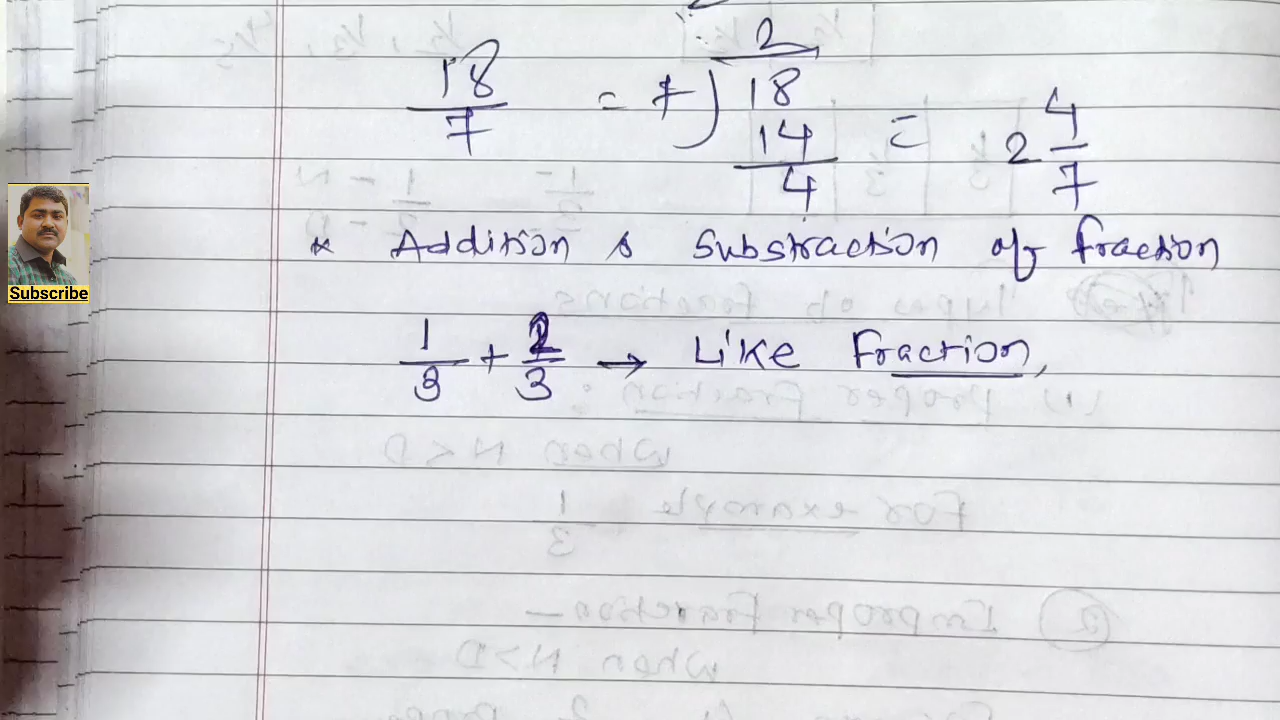 18/7 = 7)18 = 2 4/7
2
14
4
* Addition & Substraction of fraction
1/3 + 2/3 → Like Fraction,
Subscribe